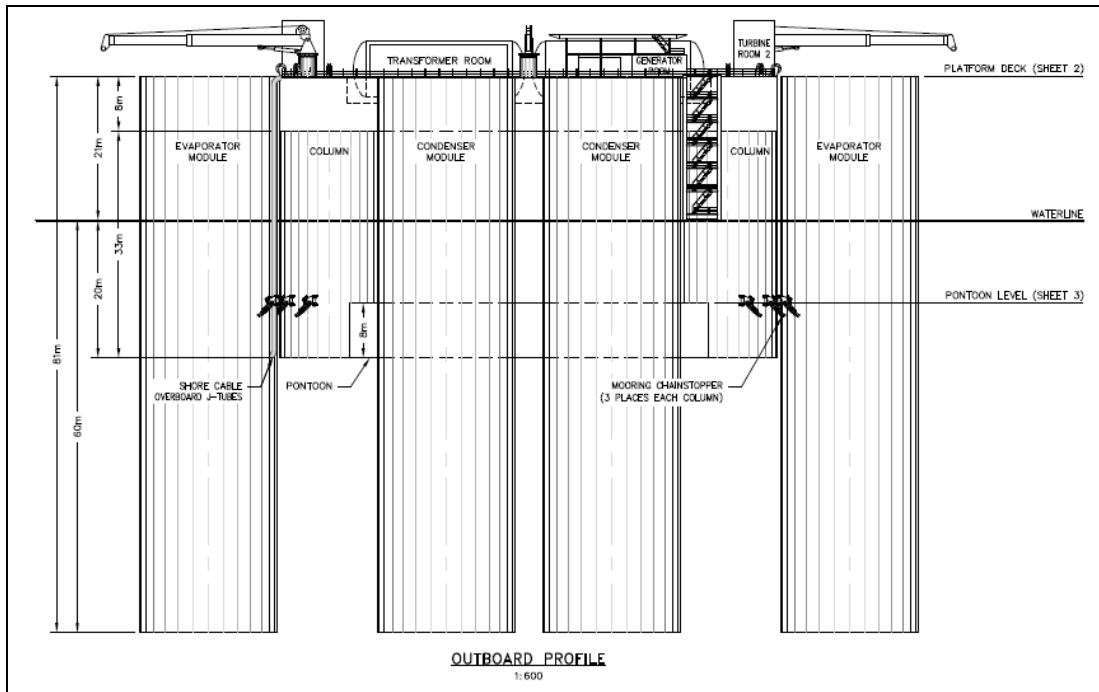 TRANSFORMER ROOM
GENERATOR
ROOM
TURBINE
ROOM 2
PLATFORM DECK (SHEET 2)
8m
21m
EVAPORATOR
MODULE
COLUMN
CONDENSER
MODULE
CONDENSER
MODULE
COLUMN
EVAPORATOR
MODULE
WATERLINE
33m
20m
PONTOON LEVEL (SHEET 3)
8m
81m
SHORE CABLE
OVERBOARD J-TUBES
PONTOON
MOORING CHAINSTOPPER
(3 PLACES EACH COLUMN)
60m
OUTBOARD PROFILE
1:600